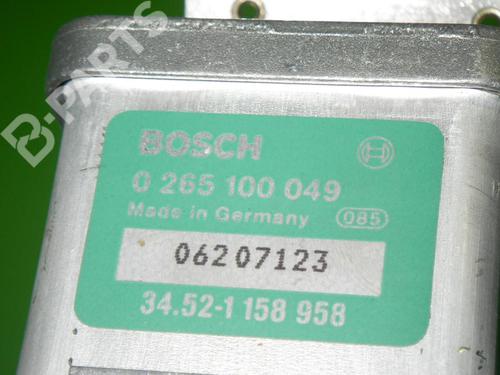 B-PARTS
BOSCH
0 265 100 049
Made in Germany 085
06207123
34.52-1 158 958